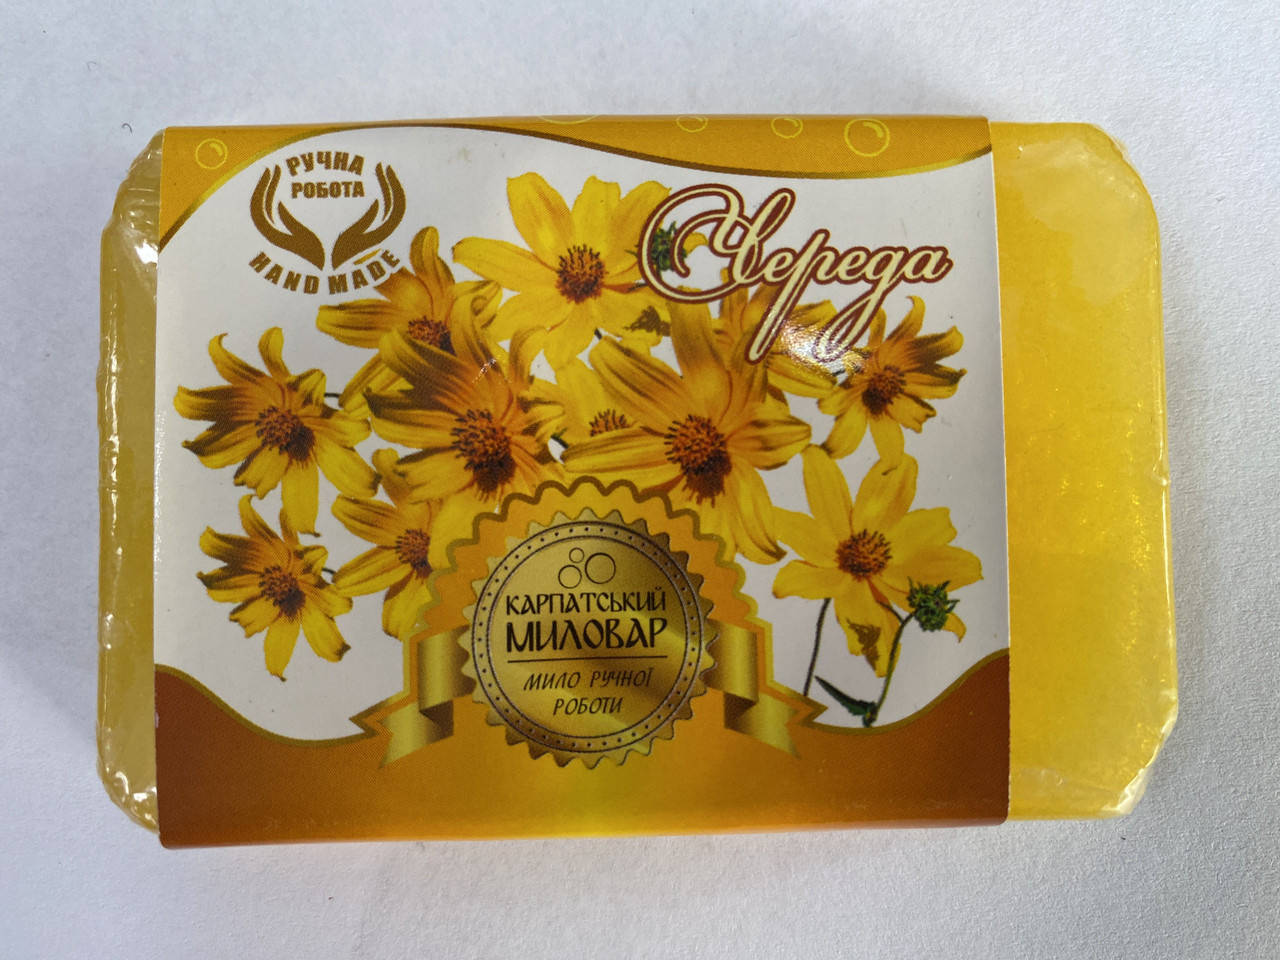 РУЧНА
РОБОТА
HAND MADE
Череда
КАРПАТСЬКИЙ
МИЛОВАР
МИЛО РУЧНОЇ
РОБОТИ